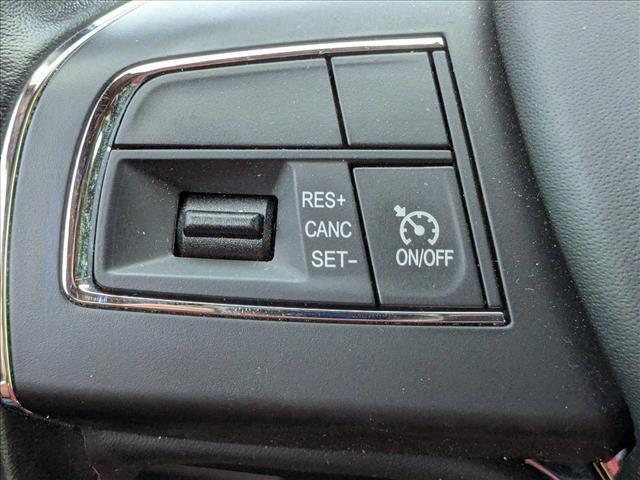 RES+
CANC
SET-
ON/OFF